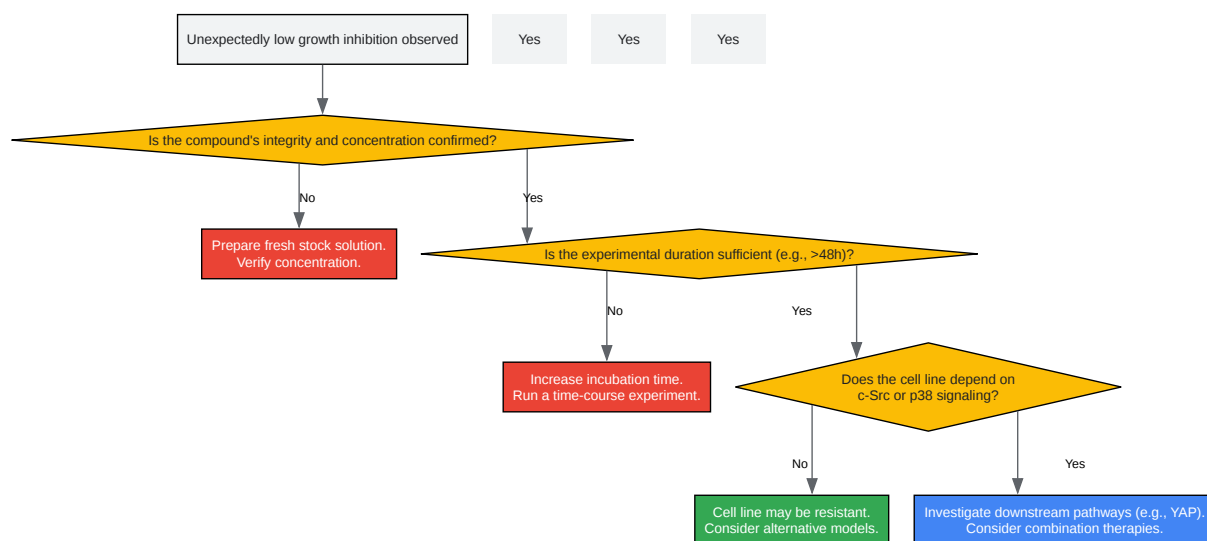 Unexpectedly low growth inhibition observed
Yes
Yes
Yes
Is the compound's integrity and concentration confirmed?
No
Yes
Prepare fresh stock solution.
Verify concentration.
Is the experimental duration sufficient (e.g., >48h)?
No
Yes
Increase incubation time.
Run a time-course experiment.
Does the cell line depend on
c-Src or p38 signaling?
No
Yes
Cell line may be resistant.
Consider alternative models.
Investigate downstream pathways (e.g., YAP).
Consider combination therapies.